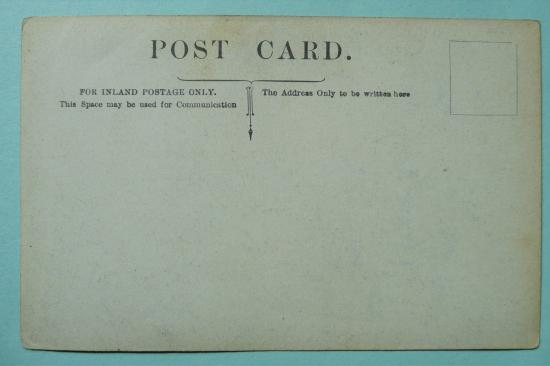 POST CARD.
FOR INLAND POSTAGE ONLY.
This Space may be used for Communication
The Address Only to be written here